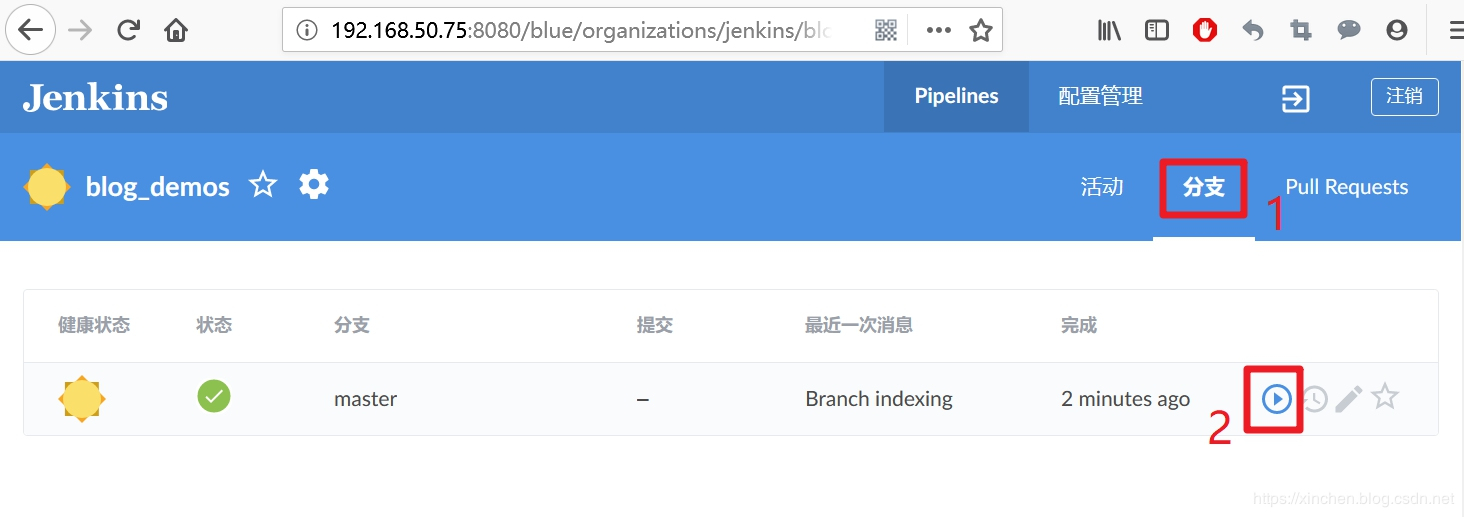 192.168.50.75:8080/blue/organizations/jenkins/blo
Jenkins
Pipelines
配置管理
注销
blog_demos
活动
分支
1
Pull Requests
健康状态 状态 分支 提交 最近一次消息 完成
master – Branch indexing 2 minutes ago
2
https://xinchen.blog.csdn.net